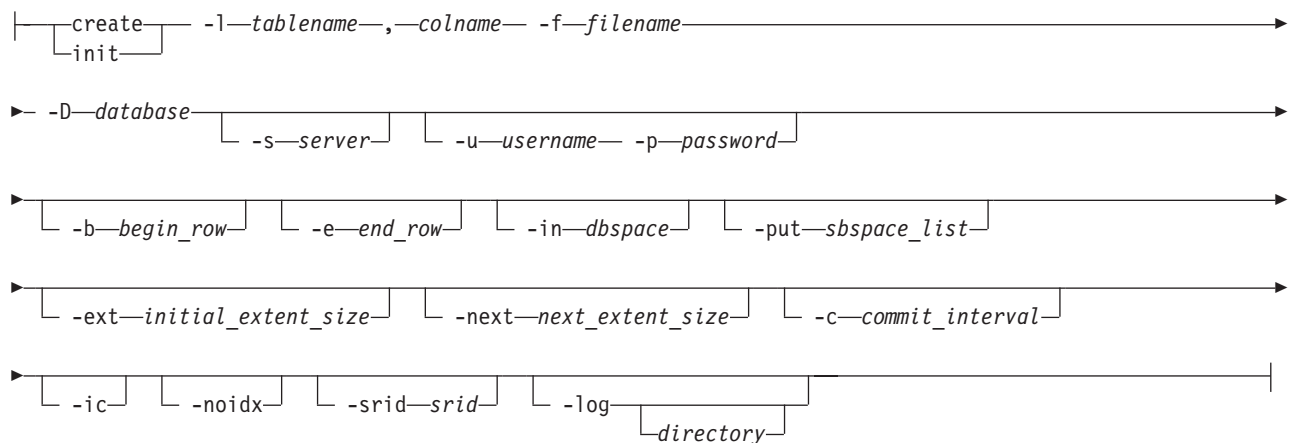 create -l tablename , colname -f filename
init
-D database
-s server -u username -p password
-b begin_row -e end_row -in dbspace -put sbspace_list
-ext initial_extent_size -next next_extent_size -c commit_interval
-ic -noidx -srid srid -log
directory